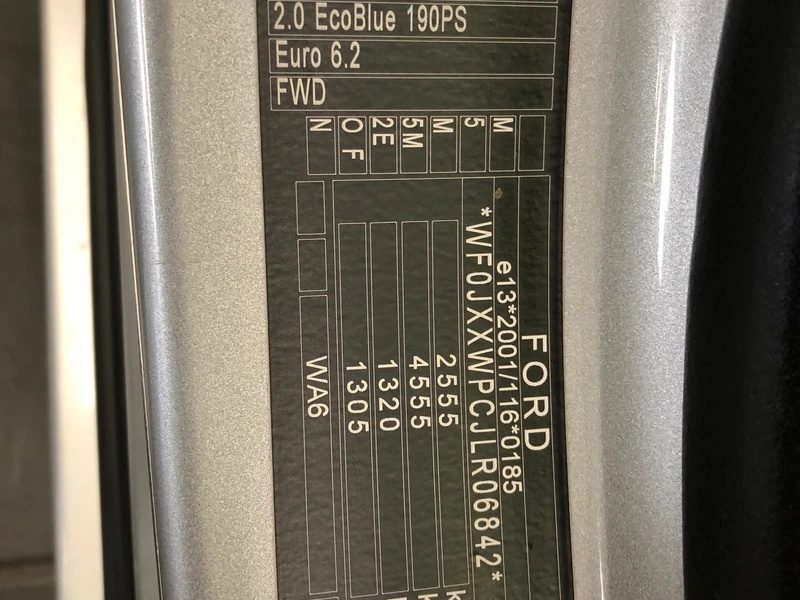 2.0 EcoBlue 190PS
Euro 6.2
FWD
FORD
e13*2001/116*0185
*WF0JXXWPCJLR06842*
2555 k
4555 k
1320
1305
WA6
M
5
M
5M
2E
O F
N